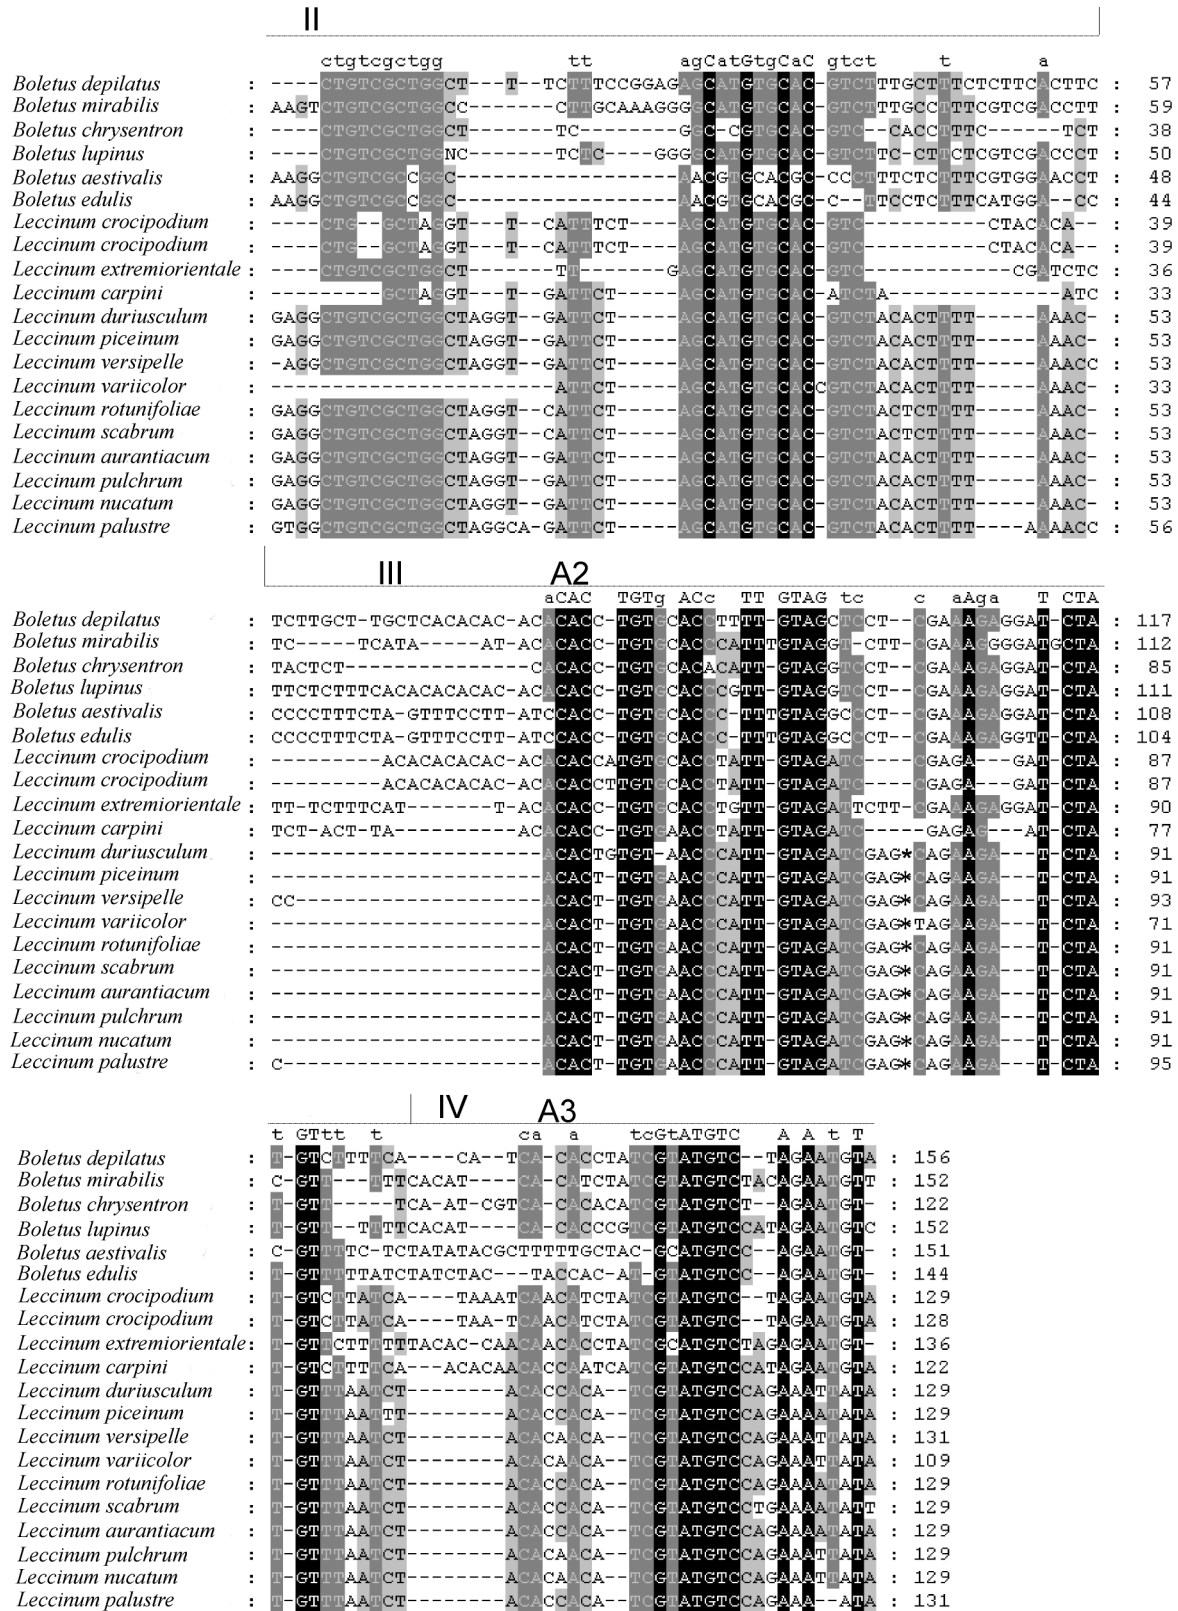 II
ctgtcgctgg tt agCatGtgCaC gtct t a
Boletus depilatus : ----CTGTCGCTGGCT---T--TCTTTCCGGAGAGCATGTGCAC-GTCTTTGCTTTCTCTTCACTTC : 57
Boletus mirabilis : AAGTCTGTCGCTGGCC------CTTGCAAAGGGGCATGTGCAC-GTCTTTGCCTTTCGTCGACCTT : 59
Boletus chrysentron : ----CTGTCGCTGGCT-------TC--------GGC-CGTGCAC-GTC--CACCTTTC------TCT : 38
Boletus lupinus : ----CTGTCGCTGGNC-------TCTC----GGGGCATGTGCAC-GTCTTC-CTTCTCGTCGACCCT : 50
Boletus aestivalis : AAGGCTGTCGCCGGC------------------AACGTGCACGC-CCCTTTCTCTTTCGTGGAACCT : 48
Boletus edulis : AAGGCTGTCGCCGGC------------------AACGTGCACGC-C--TTCCTCTTTCATGGA--CC : 44
Leccinum crocipodium : ----CTG--GCTAGGT---T-CATTTCT----AGCATGTGCAC-GTC----------CTACACA-- : 39
Leccinum crocipodium : ----CTG--GCTAGGT---T-CATTTCT----AGCATGTGCAC-GTC----------CTACACA-- : 39
Leccinum extremiorientale : ----CTGTCGCTGGCT-------TT-------GAGCATGTGCAC-GTC------------CGATCTC : 36
Leccinum carpini : ---------GCTAGGT---T-GATTCT-----AGCATGTGCAC-ATCTA--------------ATC : 33
Leccinum duriusculum : GAGGCTGTCGCTGGCTAGGT--GATTCT-----AGCATGTGCAC-GTCTACACTTTT-----AAAC- : 53
Leccinum piceinum : GAGGCTGTCGCTGGCTAGGT--GATTCT-----AGCATGTGCAC-GTCTACACTTTT-----AAAC- : 53
Leccinum versipelle : -AGGCTGTCGCTGGCTAGGT--GATTCT-----AGCATGTGCAC-GTCTACACTTTT-----AAACC : 53
Leccinum variicolor : -----------------------ATTCT-----AGCATGTGCACCGTCTACACTTTT-----AAAC- : 33
Leccinum rotunifoliae : GAGGCTGTCGCTGGCTAGGT--CATTCT-----AGCATGTGCAC-GTCTACTCTTTT-----AAAC- : 53
Leccinum scabrum : GAGGCTGTCGCTGGCTAGGT--CATTCT-----AGCATGTGCAC-GTCTACTCTTTT-----AAAC- : 53
Leccinum aurantiacum : GAGGCTGTCGCTGGCTAGGT--GATTCT-----AGCATGTGCAC-GTCTACACTTTT-----AAAC- : 53
Leccinum pulchrum : GAGGCTGTCGCTGGCTAGGT--GATTCT-----AGCATGTGCAC-GTCTACACTTTT-----AAAC- : 53
Leccinum nucatum : GAGGCTGTCGCTGGCTAGGT--GATTCT-----AGCATGTGCAC-GTCTACACTTTT-----AAAC- : 53
Leccinum palustre : GTGGCTGTCGCTGGCTAGGCA-GATTCT-----AGCATGTGCAC-GTCTACACTTTT----AAAACC : 56
III A2
aCAC TGTg ACc TT GTAG tc c aAga T CTA
Boletus depilatus : TCTTGCT-TGCTCACACACAC-ACACACC-TGTGCACCTTTT-GTAGCTCCT--CGAAAGAGGAT-CTA : 117
Boletus mirabilis : TC-----TCATA-----AT-ACACACC-TGTGCACCCATTTGTAGGT-CTT-CGAAAGGGGATGCTA : 112
Boletus chrysentron : TACTCT---------------CACACC-TGTGCACACATTT-GTAGGTCCT--CGAAAGAGGAT-CTA : 85
Boletus lupinus : TTCTCTTTCACACACACACAC-ACACACC-TGTGCACCCGTT-GTAGGTCCT--CGAAAGAGGAT-CTA : 111
Boletus aestivalis : CCCCTTTCTA-GTTTCCTT-ATCCACC-TGTGCACCC-TTTGTAGGCCCT--CGAAAGAGGAT-CTA : 108
Boletus edulis : CCCCTTTCTA-GTTTCCTT-ATCCACC-TGTGCACCC-TTTGTAGGCCCT--CGAAAGAGGTT-CTA : 104
Leccinum crocipodium : ---------ACACACACACAC-ACACACCATGTGCACCTATT-GTAGATC-----CGAGA---GAT-CTA : 87
Leccinum crocipodium : ---------ACACACACACAC-ACACACCTTGTGCACCTATT-GTAGATC-----CGAGA---GAT-CTA : 87
Leccinum extremiorientale : TT-TCTTTCAT-------T-ACACACC-TGTGCACCTGTT-GTAGATTCTT-CGAAAGAGGAT-CTA : 90
Leccinum carpini : TCT-ACT-TA----------ACACACC-TGTGAACCTATT-GTAGATC-----GAGAG---AT-CTA : 77
Leccinum duriusculum : ----------------------ACACTGTGT-AACCCATT-GTAGATCGAG*CAGAAGA---T-CTA : 91
Leccinum piceinum : ----------------------ACACT-TGTGAACCCATT-GTAGATCGAG*CAGAAGA---T-CTA : 91
Leccinum versipelle : CC--------------------ACACT-TGTGAACCCATT-GTAGATCGAG*CAGAAGA---T-CTA : 93
Leccinum variicolor : ----------------------ACACT-TGTGAACCCATT-GTAGATCGAG*TAGAAGA---T-CTA : 71
Leccinum rotunifoliae : ----------------------ACACT-TGTGAACCCATT-GTAGATCGAG*CAGAAGA---T-CTA : 91
Leccinum scabrum : ----------------------ACACT-TGTGAACCCATT-GTAGATCGAG*CAGAAGA---T-CTA : 91
Leccinum aurantiacum : ----------------------ACACT-TGTGAACCCATT-GTAGATCGAG*CAGAAGA---T-CTA : 91
Leccinum pulchrum : ----------------------ACACT-TGTGAACCCATT-GTAGATCGAG*CAGAAGA---T-CTA : 91
Leccinum nucatum : ----------------------ACACT-TGTGAACCCATT-GTAGATCGAG*CAGAAGA---T-CTA : 91
Leccinum palustre : C---------------------ACACT-TGTGAACCCATT-GTAGATCGAG*CAGAAGA---T-CTA : 95
IV A3
t GTtt t ca a tcGtATGTC A A t T
Boletus depilatus : T-GTCTTTTCA----CA--TCA-CACCTATCGTATGTC--TAGAATGTA : 156
Boletus mirabilis : C-GTT---TTTCACAT---CA-CATCTATCGTATGTCTACAGAATGTT : 152
Boletus chrysentron : T-GTT-----TCA-AT-CGTCA-CACACATCGTATGTCT--AGAATGT- : 122
Boletus lupinus : T-GTT-TTTTCACAT----CA-CACCCGTCGTATGTCCATAGAATGTC : 152
Boletus aestivalis : C-GTTTTC-TCTATATACGCTTTTTGCTAC-GCATGTCC--AGAATGT- : 151
Boletus edulis : T-GTTTTTATCTATCTAC---TACCAC-AT-GTATGTCC--AGAATGT- : 144
Leccinum crocipodium : T-GTCTTATCA----TAAATCAACATCTATCGTATGTC--TAGAATGTA : 129
Leccinum crocipodium : T-GTCTTATCA----TAA-TCAACATCTATCGTATGTC--TAGAATGTA : 128
Leccinum extremiorientale : T-GTTCTTTTTTACAC-CAACAACACCTATCGCATGTCTAGAGAATGT- : 136
Leccinum carpini : T-GTCTTTTCA---ACACAACACCAATCATCGTATGTCCATAGAATGTA : 122
Leccinum duriusculum : T-GTTTAATCT--------ACACCACA--TCGTATGTCCAGAAATTATA : 129
Leccinum piceinum : T-GTTTAATTT--------ACACCACA--TCGTATGTCCAGAAAATATA : 129
Leccinum versipelle : T-GTTTAATCT--------ACACAACA--TCGTATGTCCAGAAATTATA : 131
Leccinum variicolor : T-GTTTAATCT--------ACACAACA--TCGTATGTCCAGAAATTATA : 109
Leccinum rotunifoliae : T-GTTTAATCT--------ACACCACA--TCGTATGTCCAGAAAATATA : 129
Leccinum scabrum : T-GTTTAATCT--------ACACCACA--TCGTATGTCCTGAAAATATT : 129
Leccinum aurantiacum : T-GTTTAATCT--------ACACCACA--TCGTATGTCCAGAAAATATA : 129
Leccinum pulchrum : T-GTTTAATCT--------ACACAACA--TCGTATGTCCAGAAATTATA : 129
Leccinum nucatum : T-GTTTAATCT--------ACACAACA--TCGTATGTCCAGAAATTATA : 129
Leccinum palustre : T-GTTTAATCT--------ACACCACA--TCGTATGTCCAGAAA--ATA : 131